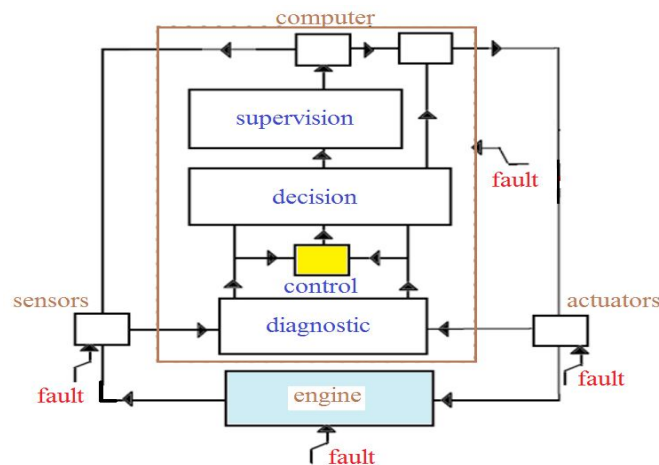 computer
supervision
fault
decision
control
sensors
actuators
diagnostic
fault
engine
fault
fault